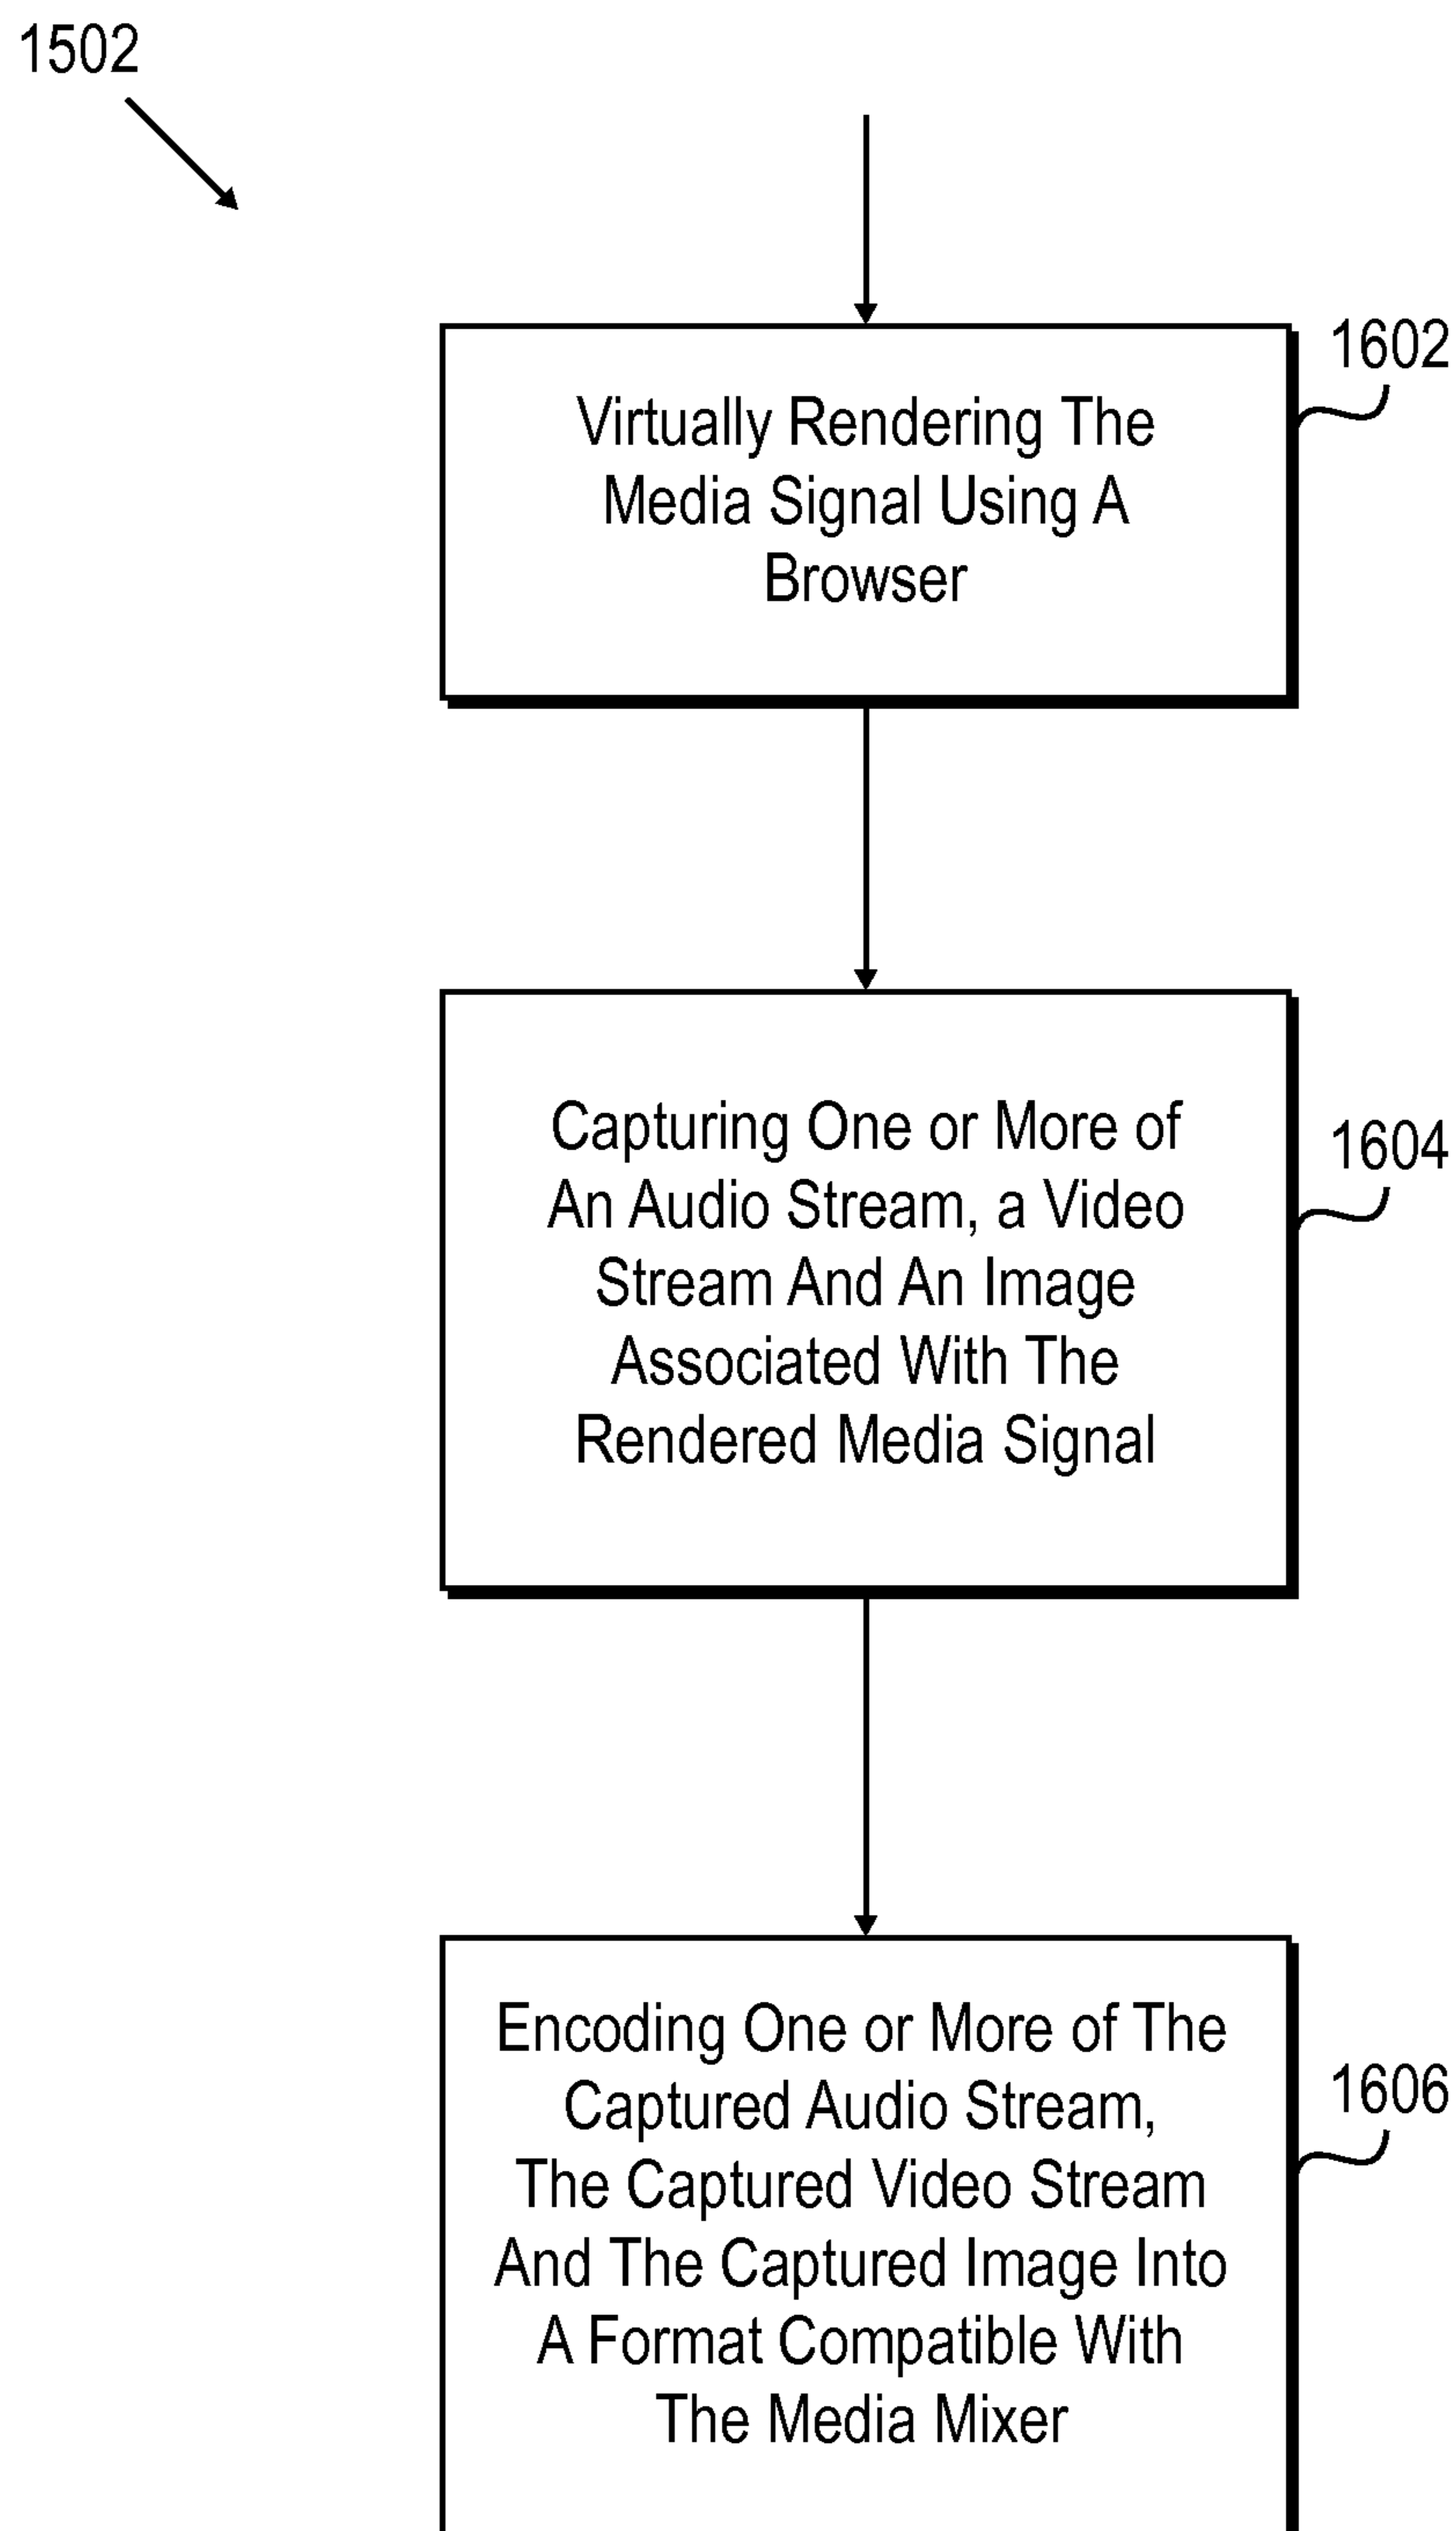 1502
1602
Virtually Rendering The
Media Signal Using A
Browser
1604
Capturing One or More of
An Audio Stream, a Video
Stream And An Image
Associated With The
Rendered Media Signal
1606
Encoding One or More of The
Captured Audio Stream,
The Captured Video Stream
And The Captured Image Into
A Format Compatible With
The Media Mixer